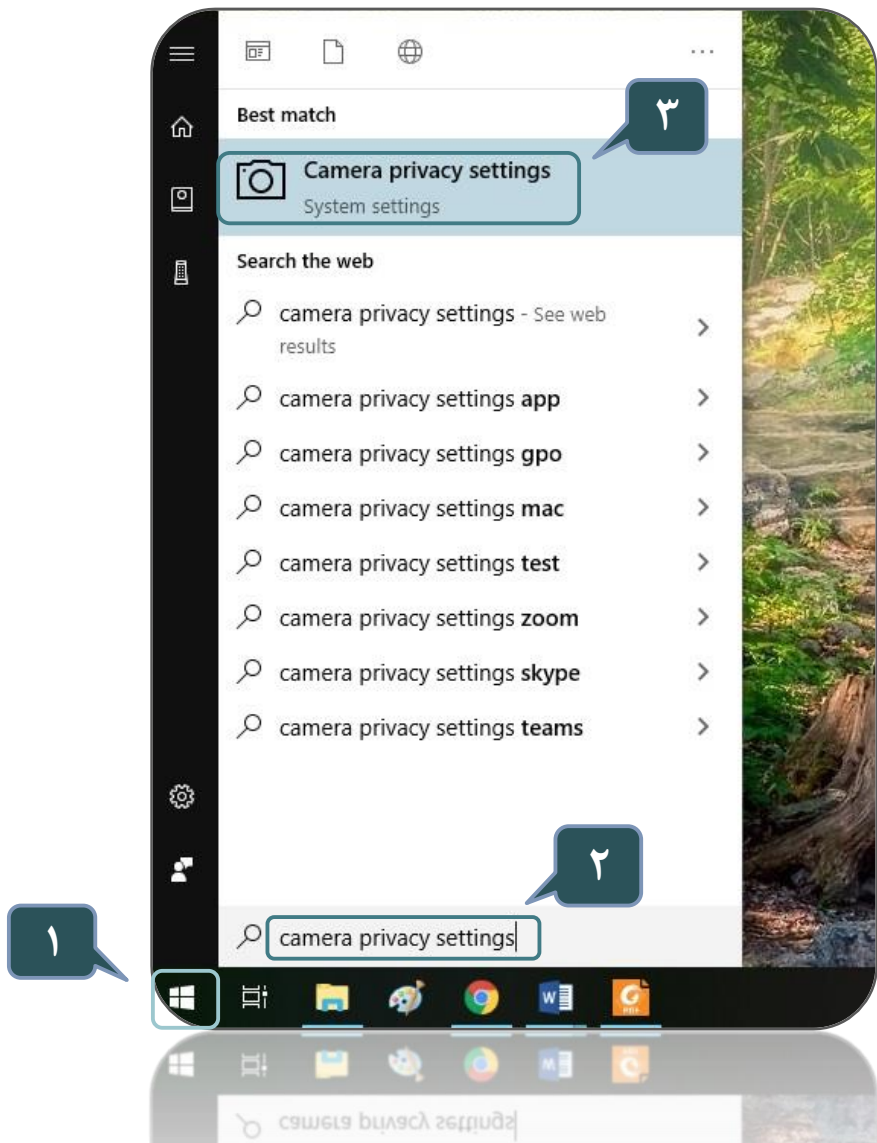 Best match
٣
Camera privacy settings
System settings
Search the web
camera privacy settings - See web
results
camera privacy settings app
camera privacy settings gpo
camera privacy settings mac
camera privacy settings test
camera privacy settings zoom
camera privacy settings skype
camera privacy settings teams
٢
camera privacy settings
١